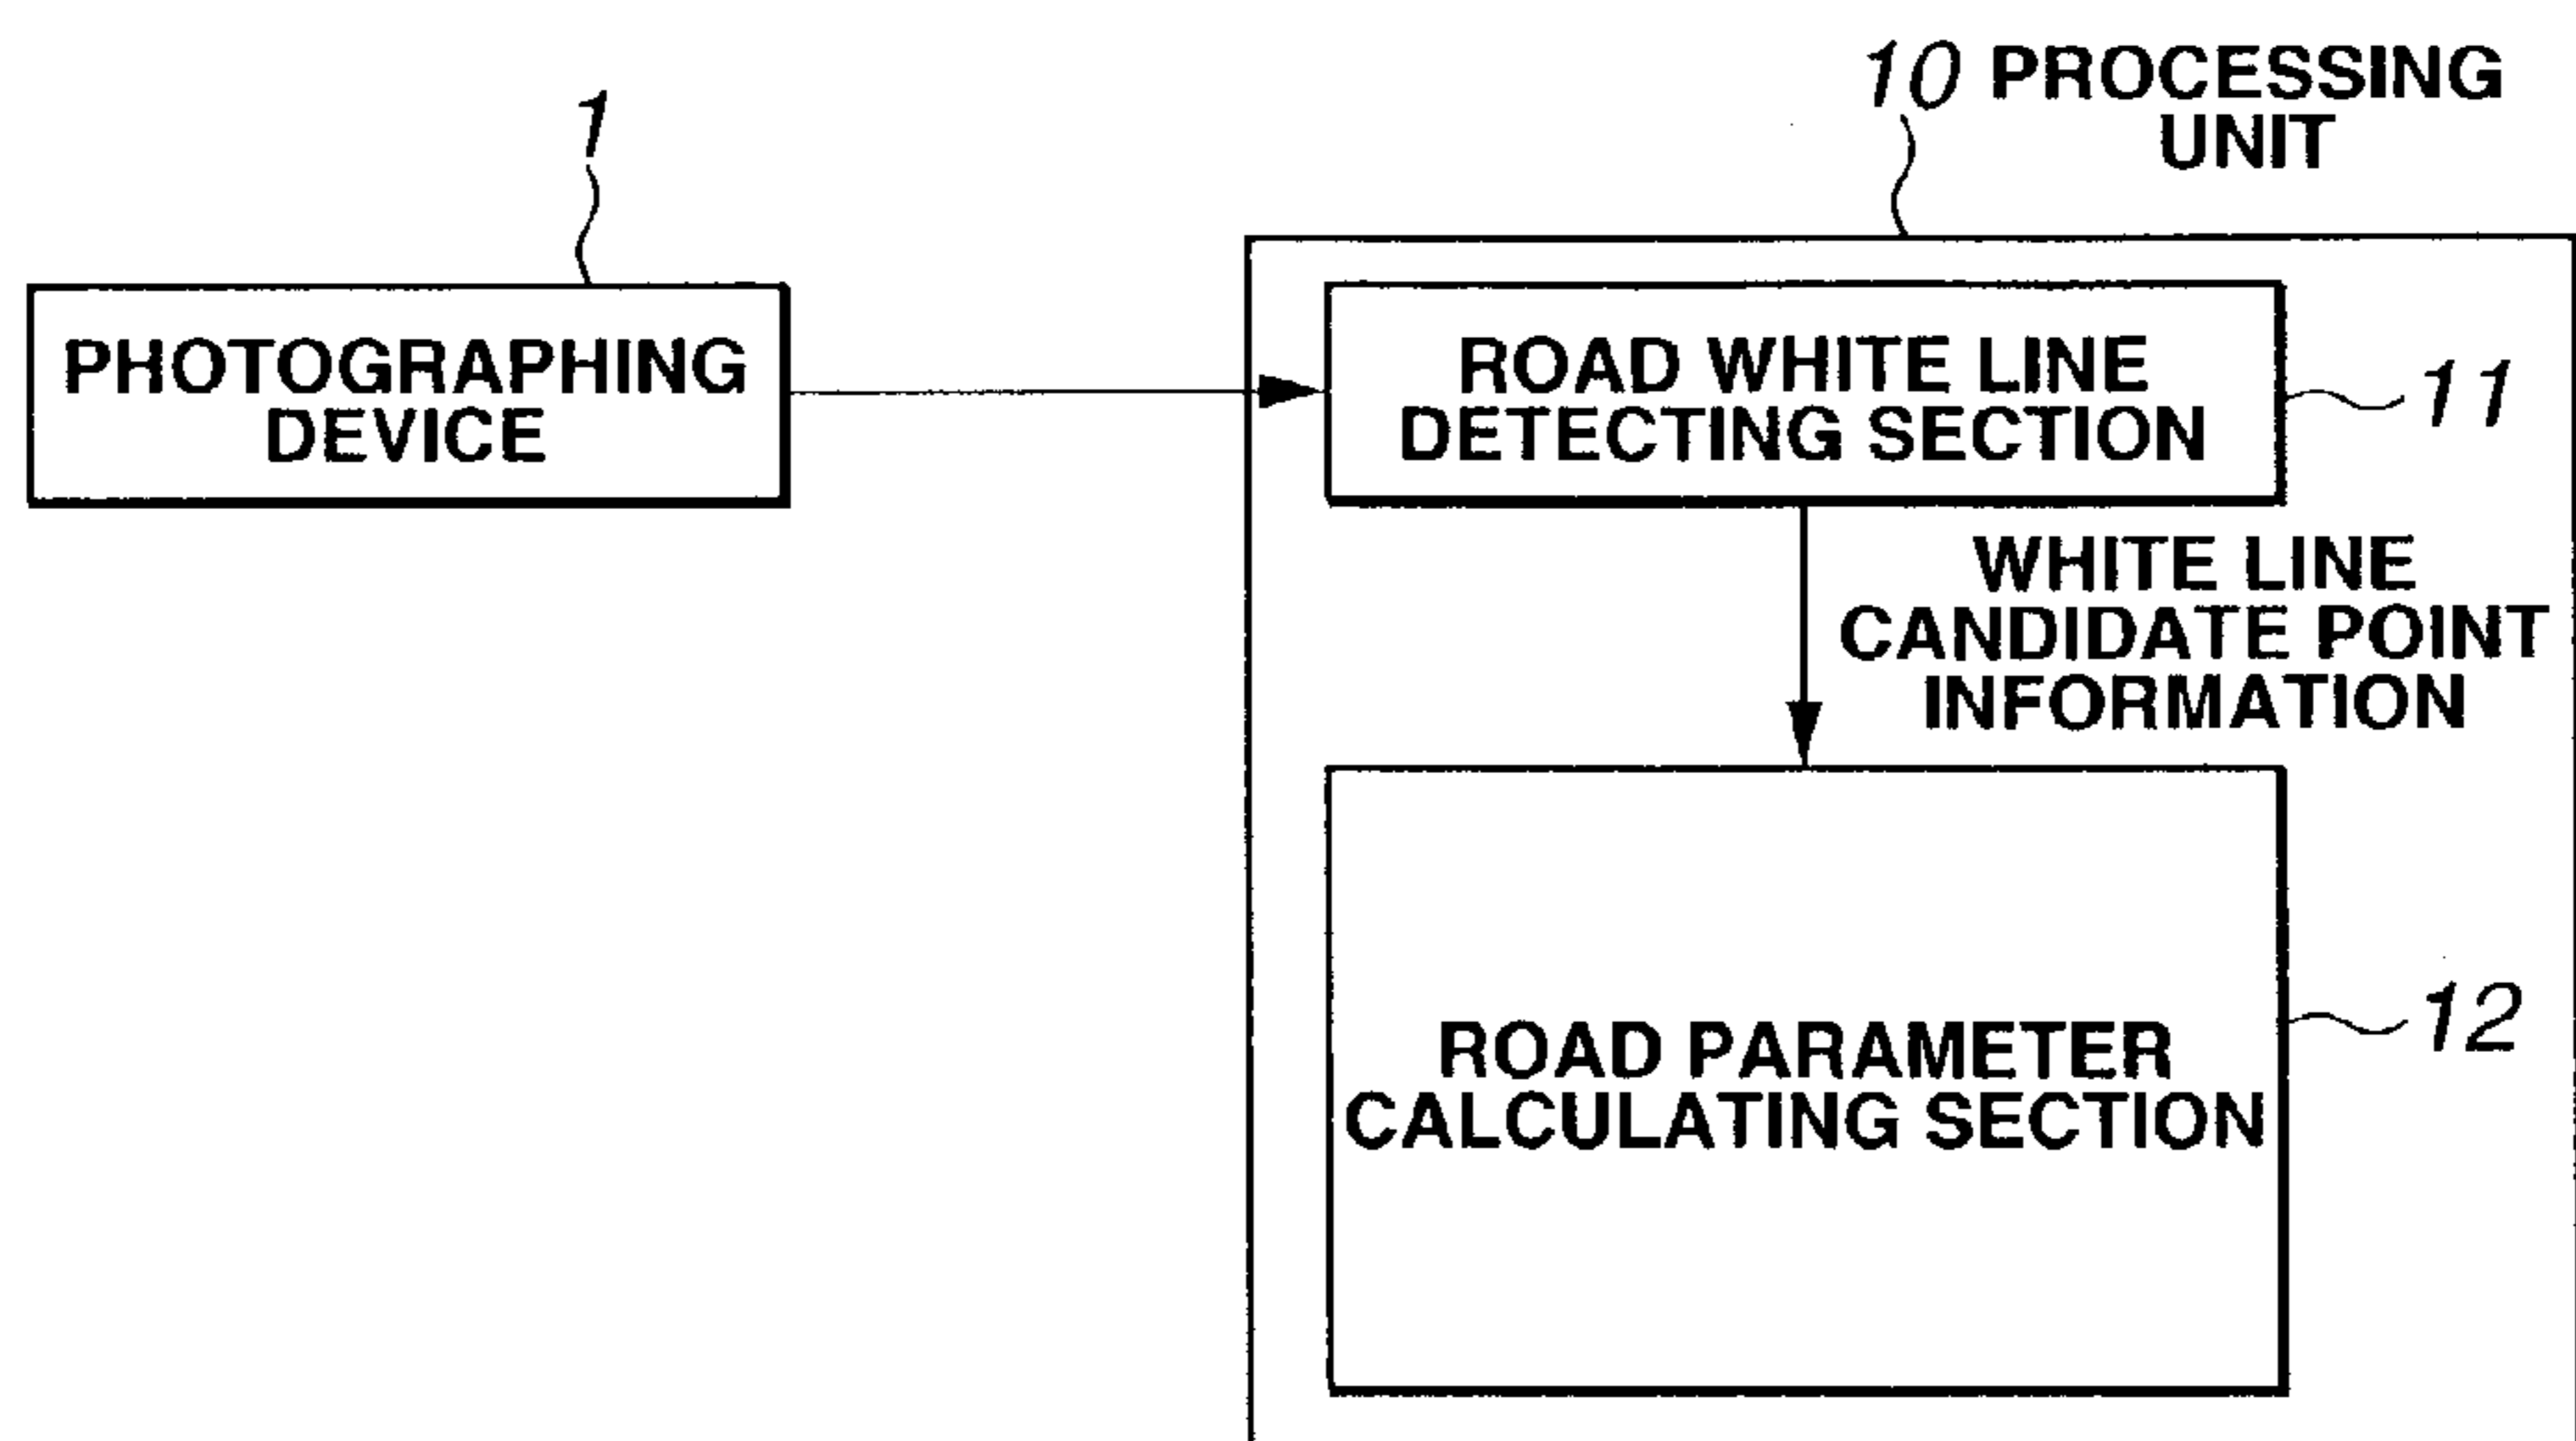 10 PROCESSING
UNIT
1
PHOTOGRAPHING
DEVICE
ROAD WHITE LINE
DETECTING SECTION
11
WHITE LINE
CANDIDATE POINT
INFORMATION
ROAD PARAMETER
CALCULATING SECTION
12